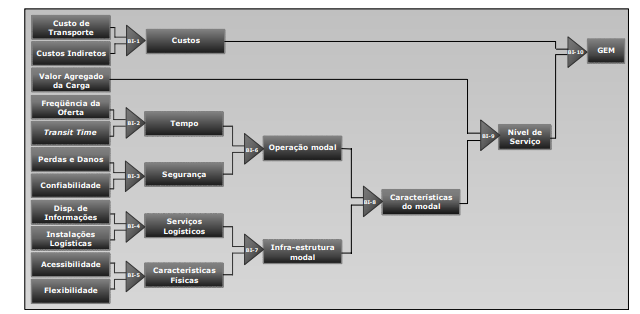 Custo de
Transporte
BI-1
Custos
Custos Indiretos
BI-10
GEM
Valor Agregado
da Carga
Freqüência da
Oferta
BI-2
Tempo
Transit Time
BI-9
Nível de
Serviço
BI-6
Operação modal
Perdas e Danos
BI-3
Segurança
Confiabilidade
BI-8
Características
do modal
Disp. de
Informações
BI-4
Serviços
Logísticos
Instalações
Logísticas
BI-7
Infra-estrutura
modal
Acessibilidade
BI-5
Características
Físicas
Flexibilidade